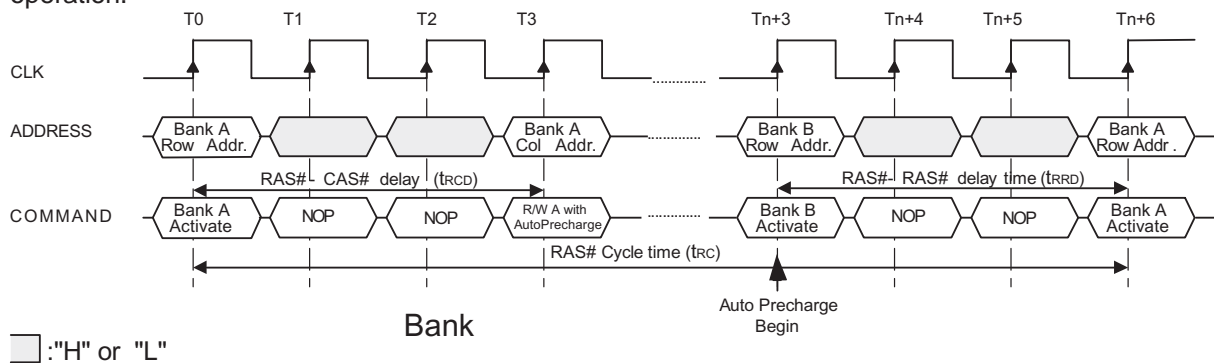 operation.
T0 T1 T2 T3 Tn+3 Tn+4 Tn+5 Tn+6
CLK
ADDRESS
Bank A
Row Addr.
Bank A
Col Addr.
Bank B
Row Addr.
Bank A
Row Addr.
RAS# - CAS# delay (tRCD)
RAS# - RAS# delay time (tRRD)
COMMAND
Bank A
Activate
NOP
NOP
R/W A with
AutoPrecharge
Bank B
Activate
NOP
NOP
Bank A
Activate
RAS# Cycle time (tRC)
Auto Precharge
Begin
Bank
:"H" or "L"